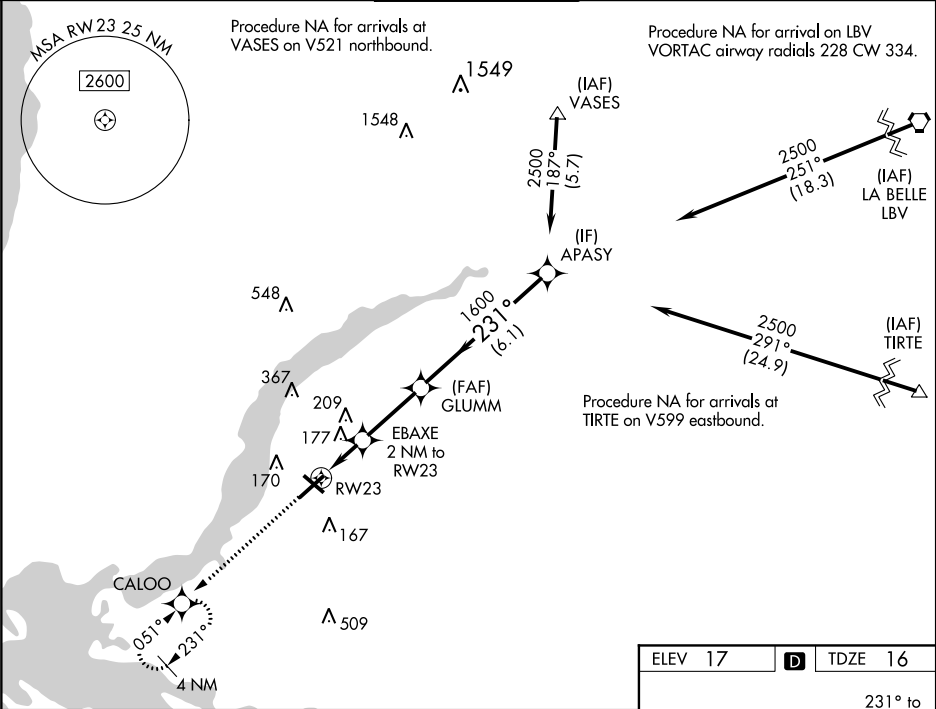 MSA RW23 25 NM
2600
Procedure NA for arrivals at
VASES on V521 northbound.
Procedure NA for arrival on LBV
VORTAC airway radials 228 CW 334.
1549
1548
(IAF)
VASES
2500
187°
(5.7)
2500
251°
(18.3)
(IAF)
LA BELLE
LBV
(IF)
APASY
548
1600
231°
(6.1)
2500
291°
(24.9)
(IAF)
TIRTE
367
(FAF)
GLUMM
Procedure NA for arrivals at
TIRTE on V599 eastbound.
209
177
EBAXE
2 NM to
RW23
170
RW23
167
CALOO
509
051°
231°
4 NM
ELEV 17
D
TDZE 16
231° to